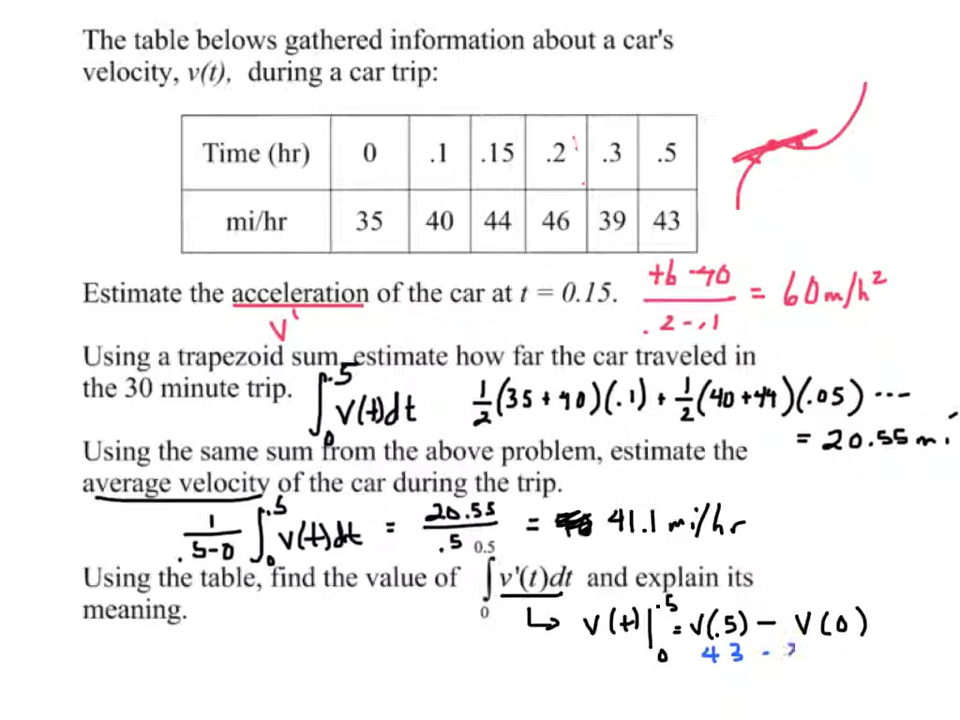 The table belows gathered information about a car's
velocity, v(t), during a car trip:
Time (hr) 0 .1 .15 .2 .3 .5
mi/hr 35 40 44 46 39 43
Estimate the acceleration of the car at t = 0.15.
46 - 40 / .2 - .1 = 60 m/h²
v'
Using a trapezoid sum, estimate how far the car traveled in
the 30 minute trip.
∫₀^.5 v(t)dt ½(35+40)(.1) + ½(40+44)(.05) ....
= 20.55 mi
Using the same sum from the above problem, estimate the
average velocity of the car during the trip.
1/.5-0 ∫₀^.5 v(t)dt = 20.55/.5 = 41.1 mi/hr
Using the table, find the value of ∫₀^0.5 v'(t)dt and explain its
meaning.
↳ v(t)|₀^.5 = v(.5) - v(0)
43 -